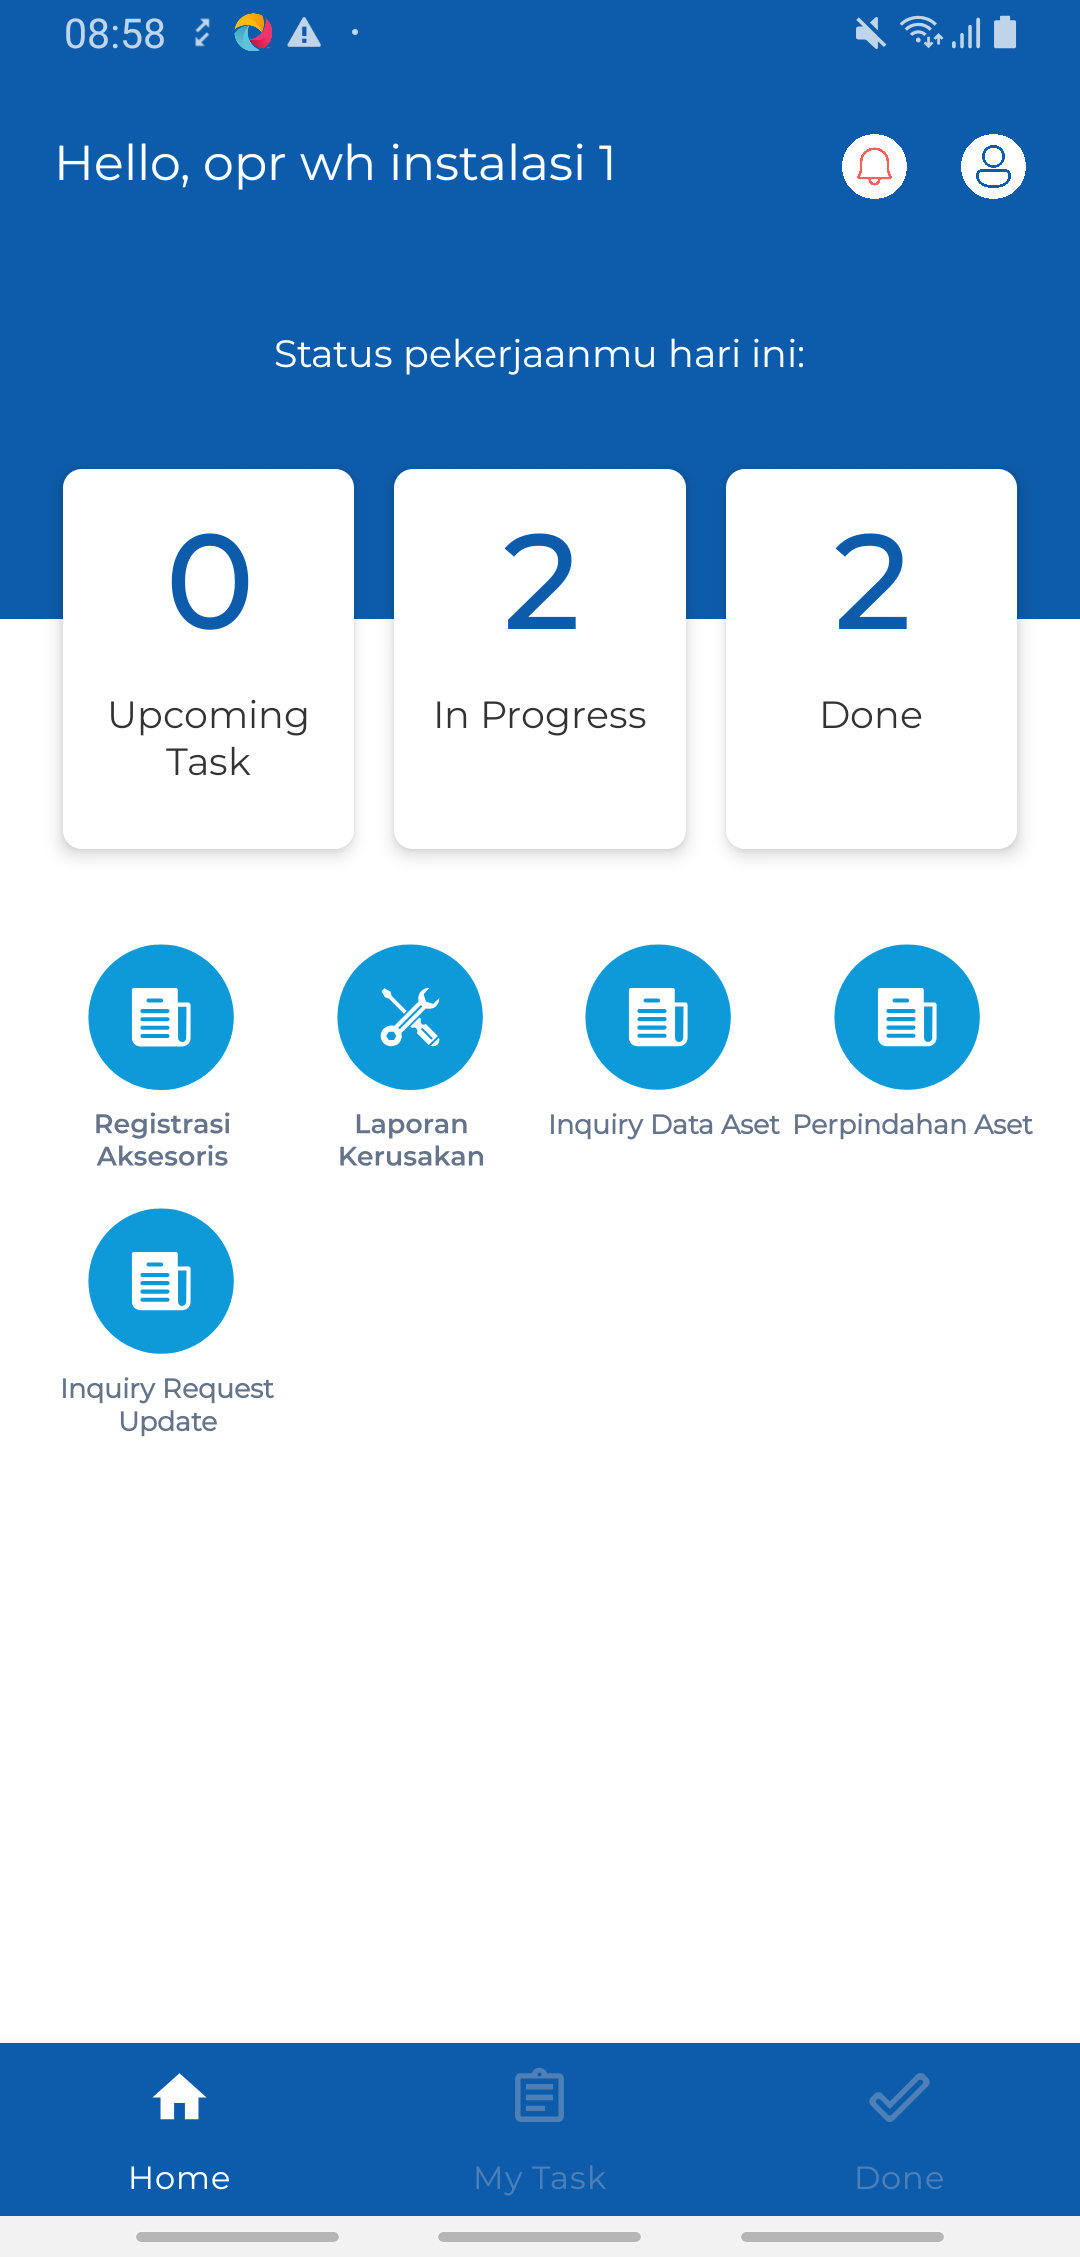 08:58
Hello, opr wh instalasi 1
Status pekerjaanmu hari ini:
0
Upcoming
Task
2
In Progress
2
Done
Registrasi
Aksesoris
Laporan
Kerusakan
Inquiry Data Aset
Perpindahan Aset
Inquiry Request
Update
Home
My Task
Done